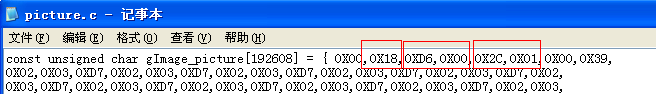 picture.c - 记事本
文件(F) 编辑(E) 格式(O) 查看(V) 帮助(H)
const unsigned char gImage_picture[192608] = { 0X00,0X18,0XD6,0X00,0X2C,0X01,0X00,0X39,
0X02,0X03,0XD7,0X02,0X03,0XD7,0X02,0X03,0XD7,0X02,0X03,0XD7,0X02,0X03,0XD7,0X02,
0X03,0XD7,0X02,0X03,0XD7,0X02,0X03,0XD7,0X02,0X03,0XD7,0X02,0X03,0XD7,0X02,0X03,